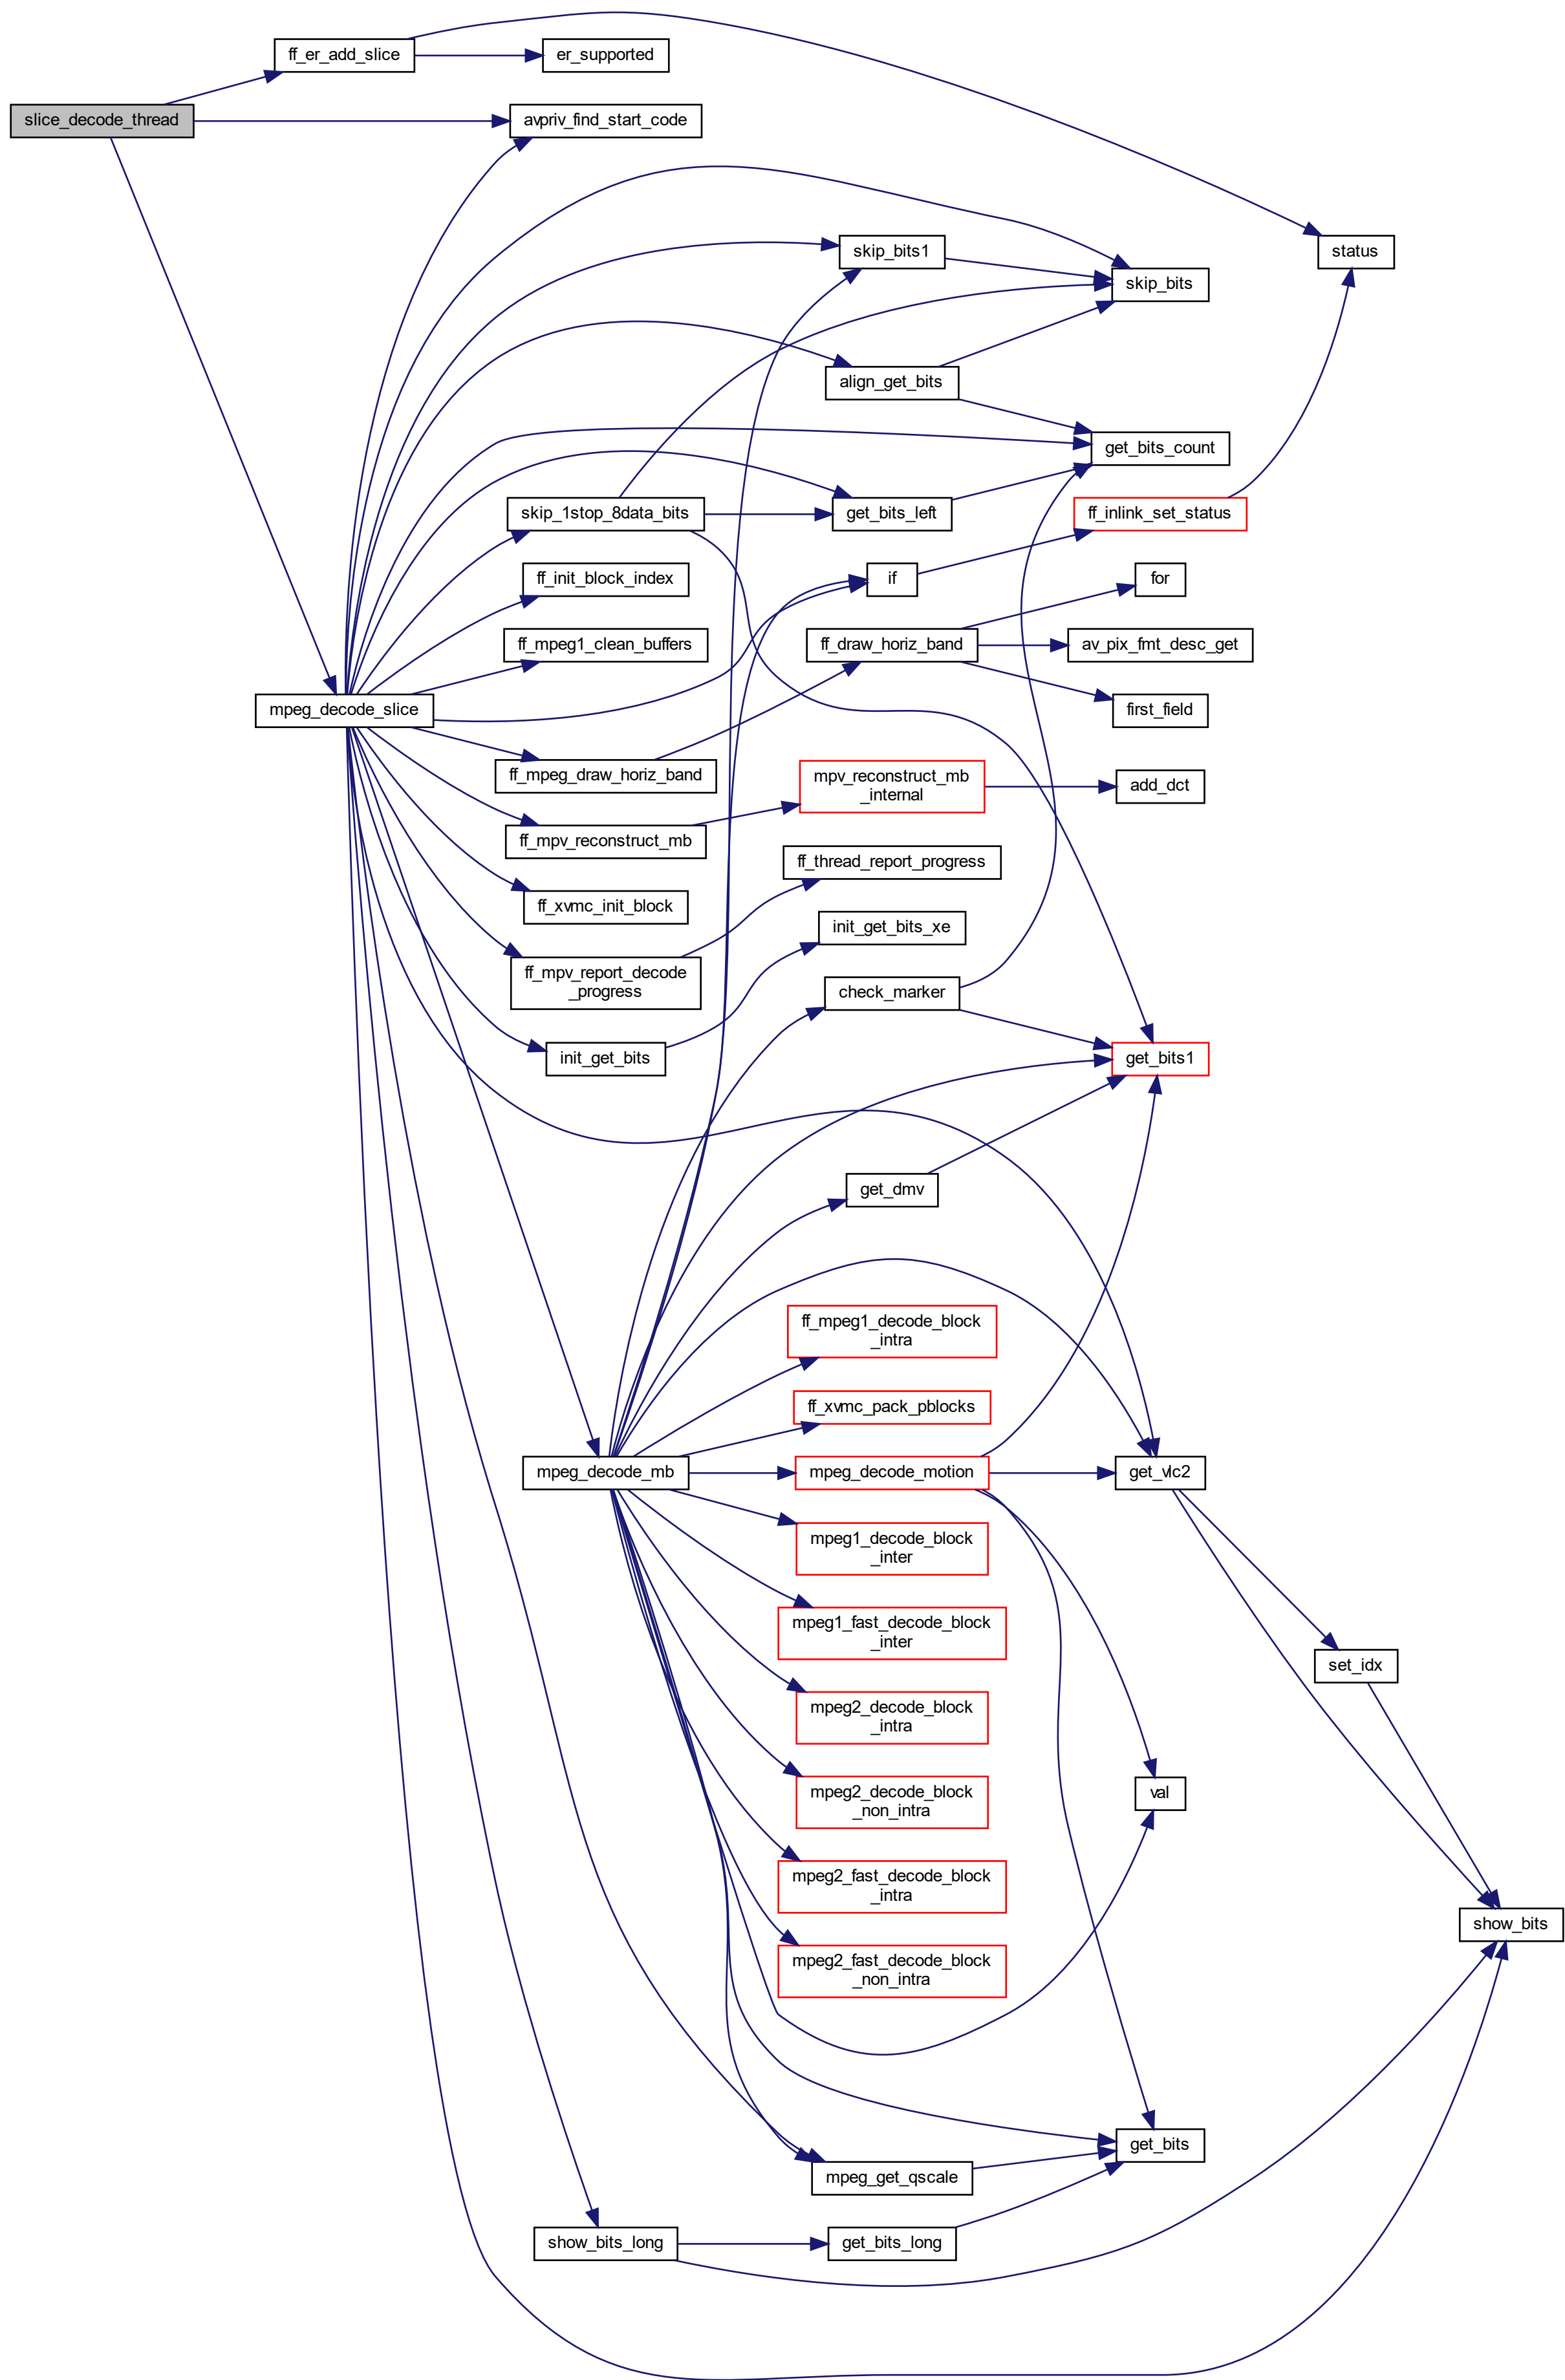 ff_er_add_slice
er_supported
slice_decode_thread
avpriv_find_start_code
skip_bits1
status
skip_bits
align_get_bits
get_bits_count
skip_1stop_8data_bits
get_bits_left
ff_inlink_set_status
ff_init_block_index
if
for
ff_mpeg1_clean_buffers
ff_draw_horiz_band
av_pix_fmt_desc_get
mpeg_decode_slice
first_field
ff_mpeg_draw_horiz_band
mpv_reconstruct_mb
_internal
add_dct
ff_mpv_reconstruct_mb
ff_thread_report_progress
ff_xvmc_init_block
init_get_bits_xe
ff_mpv_report_decode
_progress
check_marker
init_get_bits
get_bits1
get_dmv
ff_mpeg1_decode_block
_intra
ff_xvmc_pack_pblocks
mpeg_decode_mb
mpeg_decode_motion
get_vlc2
mpeg1_decode_block
_inter
mpeg1_fast_decode_block
_inter
set_idx
mpeg2_decode_block
_intra
mpeg2_decode_block
_non_intra
val
mpeg2_fast_decode_block
_intra
show_bits
mpeg2_fast_decode_block
_non_intra
get_bits
mpeg_get_qscale
show_bits_long
get_bits_long